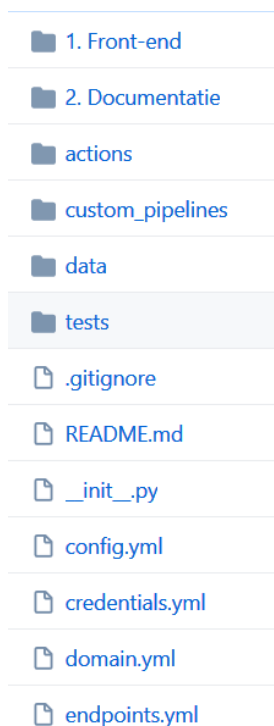 1. Front-end
2. Documentatie
actions
custom_pipelines
data
tests
.gitignore
README.md
__init__.py
config.yml
credentials.yml
domain.yml
endpoints.yml